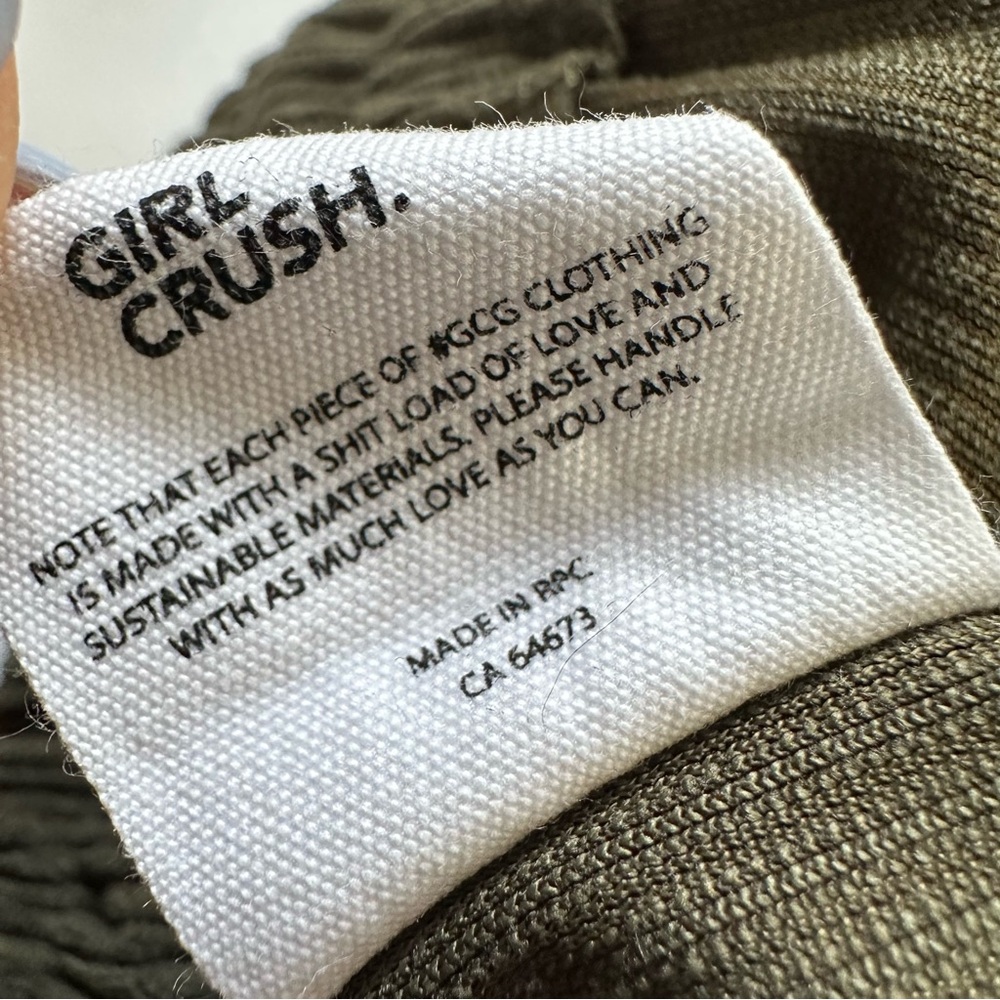 GIRL
CRUSH.
NOTE THAT EACH PIECE OF #GCG CLOTHING
IS MADE WITH A SHIT LOAD OF LOVE AND
SUSTAINABLE MATERIALS. PLEASE HANDLE
WITH AS MUCH LOVE AS YOU CAN.
MADE IN RPC
CA 64673